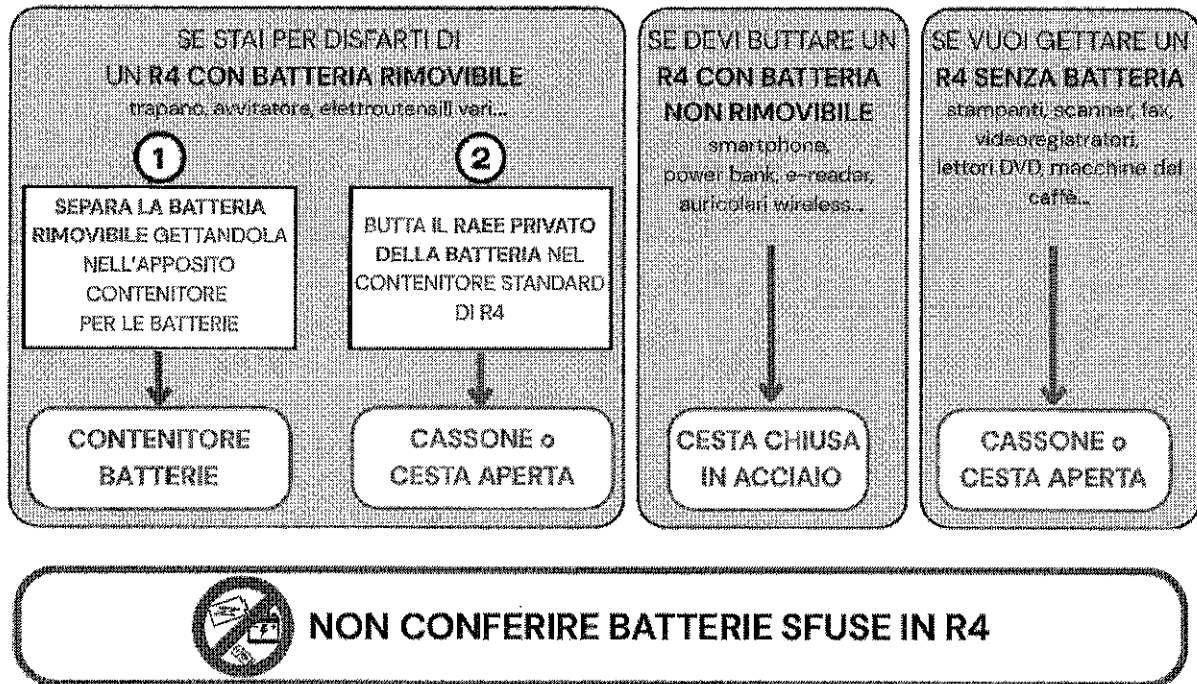 SE STAI PER DISFARTI DI
UN R4 CON BATTERIA RIMOVIBILE
trapano, avvitatore, elettroutensili vari...
1
SEPARA LA BATTERIA
RIMOVIBILE GETTANDOLA
NELL'APPOSITO
CONTENITORE
PER LE BATTERIE
CONTENITORE
BATTERIE
2
BUTTA IL RAEE PRIVATO
DELLA BATTERIA NEL
CONTENITORE STANDARD
DI R4
CASSONE o
CESTA APERTA
SE DEVI BUTTARE UN
R4 CON BATTERIA
NON RIMOVIBILE
smartphone,
power bank, e-reader,
auricolari wireless...
CESTA CHIUSA
IN ACCIAIO
SE VUOI GETTARE UN
R4 SENZA BATTERIA
stampanti, scanner, fax,
videoregistratori,
lettori DVD, macchine del
caffè...
CASSONE o
CESTA APERTA
NON CONFERIRE BATTERIE SFUSE IN R4